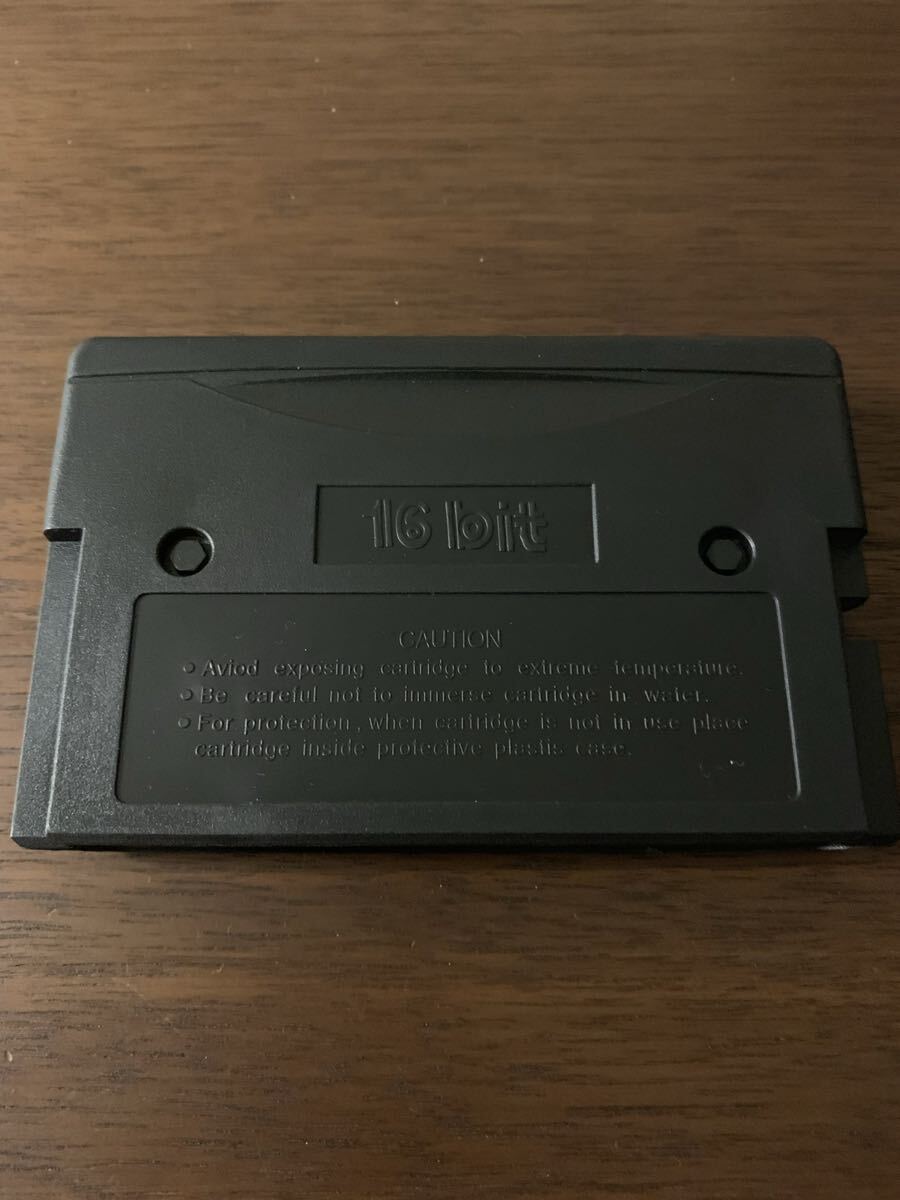 16 bit
CAUTION
• Aviod exposing cartridge to extreme temperature.
• Be careful not to immerse cartridge in water.
• For protection, when cartridge is not in use place
cartridge inside protective plastis case.